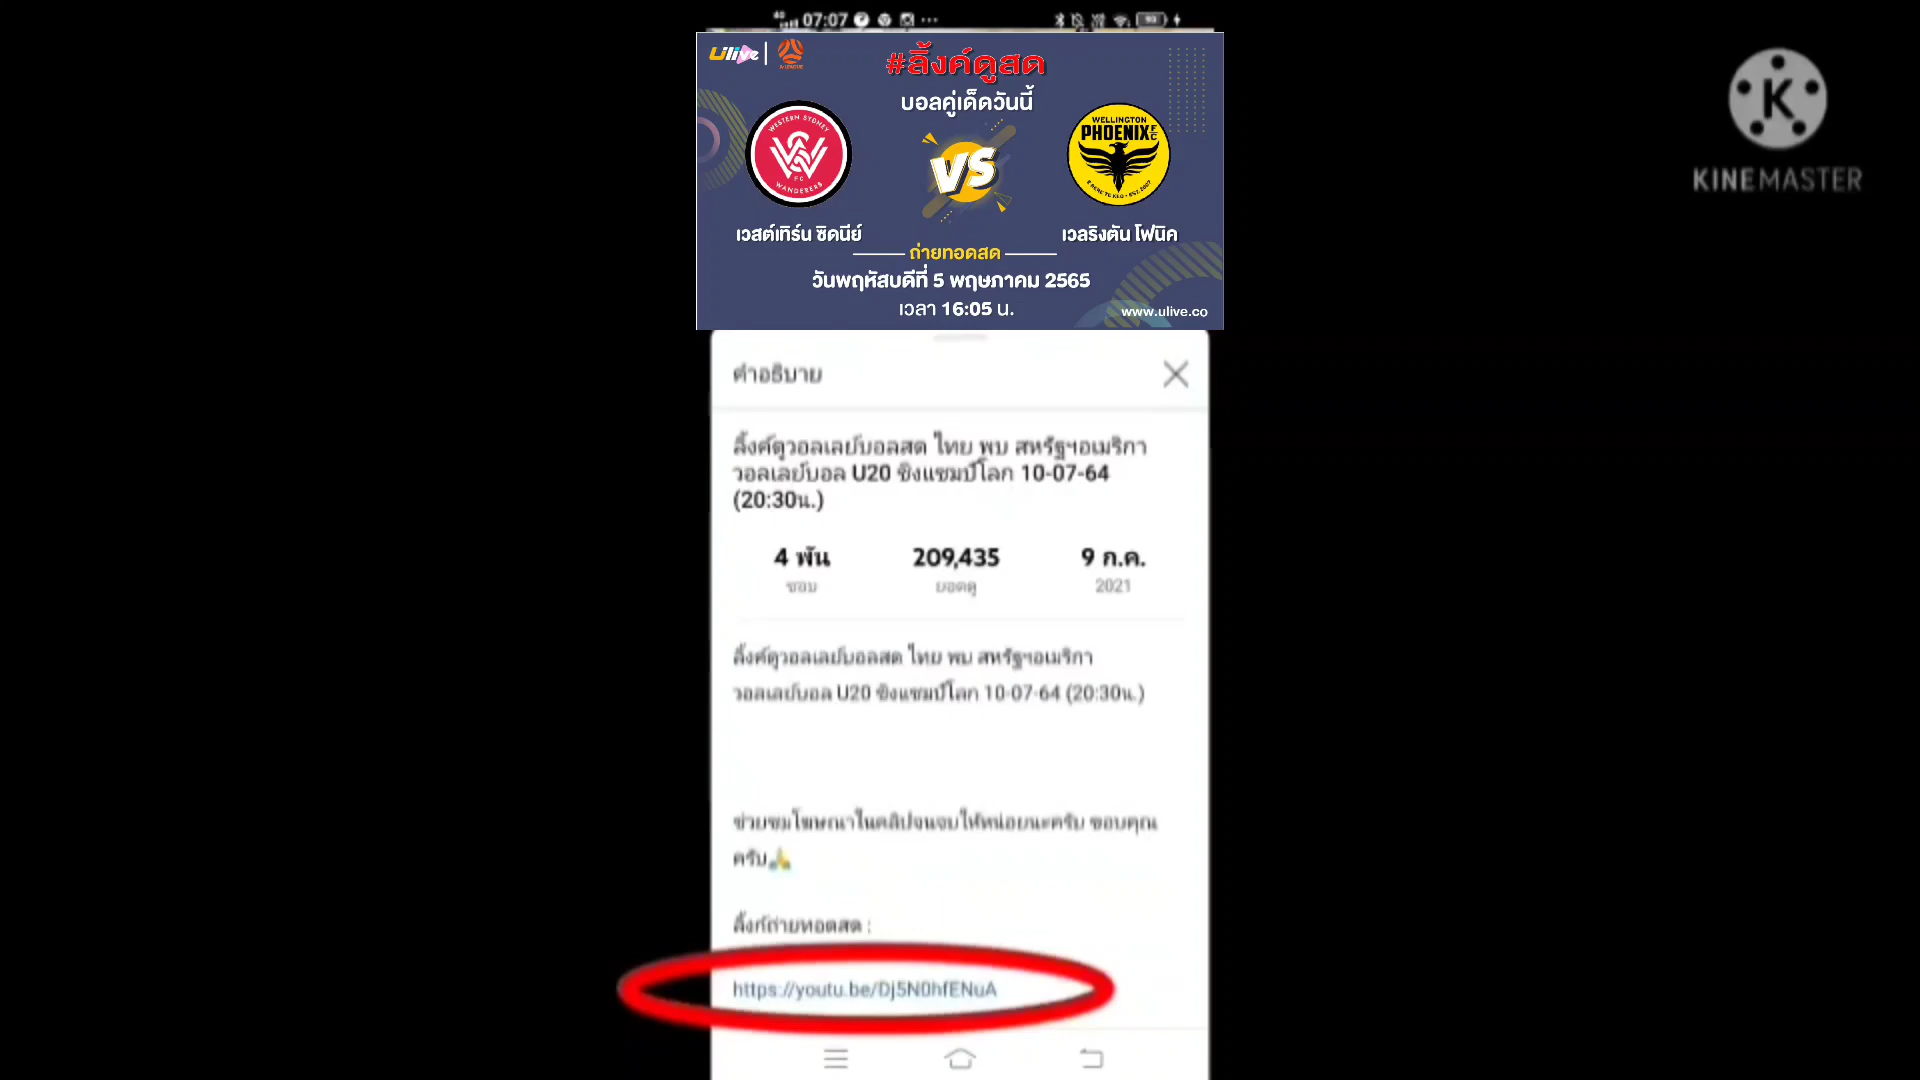 4G 07:07
93
Ulive
A-LEAGUE
#ลิ้งค์ดูสด
บอลคู่เด็ดวันนี้
WESTERN SYDNEY
FC
WANDERERS
VS
WELLINGTON
PHOENIX FC
เวสต์เทิร์น ซิดนีย์
เวลริงตัน โฟนิค
ถ่ายทอดสด
วันพฤหัสบดีที่ 5 พฤษภาคม 2565
เวลา 16:05 น.
www.ulive.co
K
KINEMASTER
คำอธิบาย
ลิ้งค์ดูวอลเลย์บอลสด ไทย พบ สหรัฐฯอเมริกา
วอลเลย์บอล U20 ชิงแชมป์โลก 10-07-64
(20:30น.)
4 พัน
209,435
9 ก.ค.
ชอบ
ยอดดู
2021
ลิ้งค์ดูวอลเลย์บอลสด ไทย พบ สหรัฐฯอเมริกา
วอลเลย์บอล U20 ชิงแชมป์โลก 10-07-64 (20:30น.)
ช่วยชมโฆษณาในคลิปจนจบให้หน่อยนะครับ ขอบคุณ
ครับ🙏
ลิ้งก์ถ่ายทอดสด :
https://youtu.be/Dj5N0hfENuA